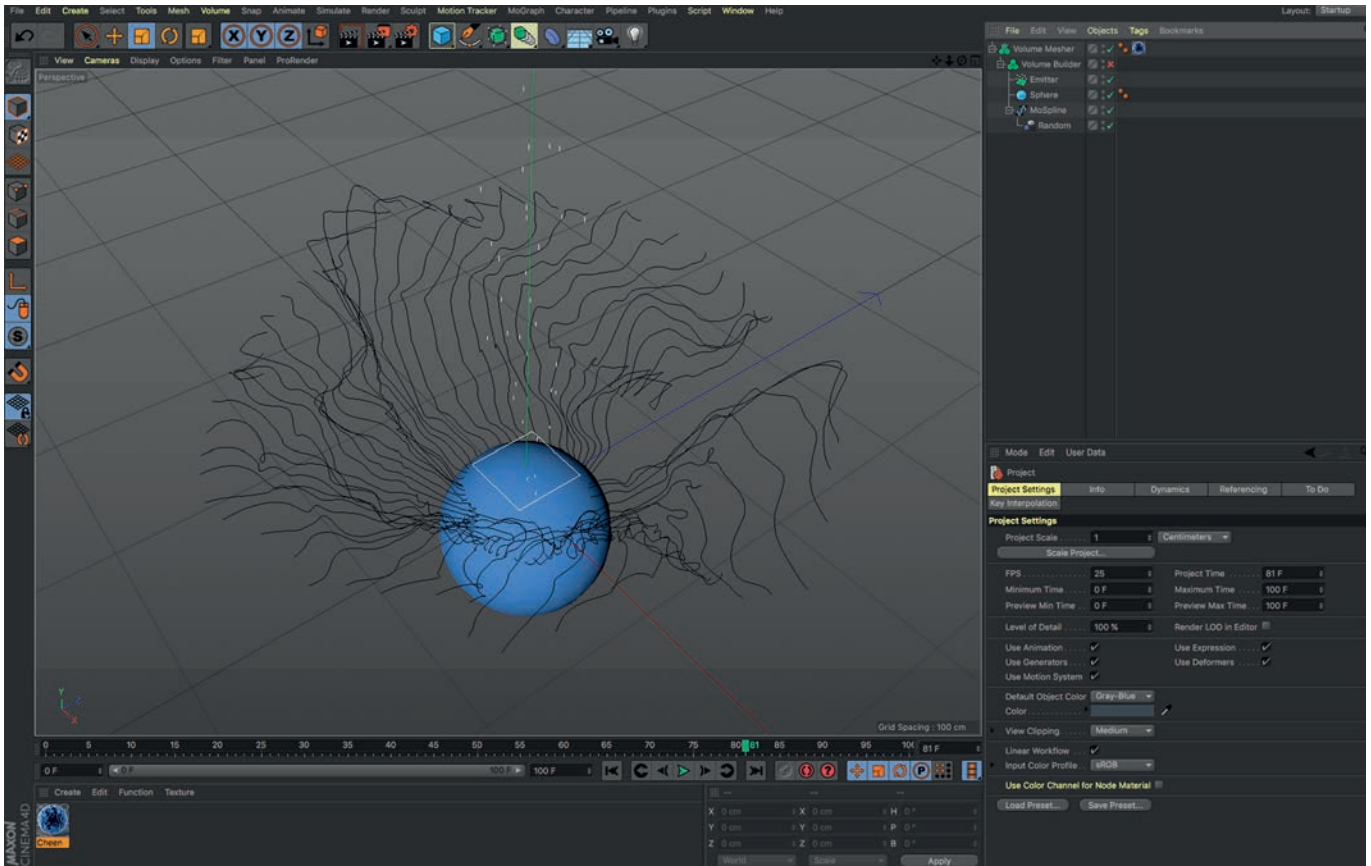 File Edit Create Select Tools Mesh Volume Snap Animate Simulate Render Sculpt Motion Tracker MoGraph Character Pipeline Plugins Script Window Help Layout: Startup
View Cameras Display Options Filter Panel ProRender
Perspective
File Edit View Objects Tags Bookmarks
Volume Mesher
Volume Builder
Emitter
Sphere
MoSpline
Random
Mode Edit User Data
Project
Project Settings Info Dynamics Referencing To Do
Key Interpolation
Project Settings
Project Scale 1 Centimeters
Scale Project...
FPS 25 Project Time 81 F
Minimum Time 0 F Maximum Time 100 F
Preview Min Time 0 F Preview Max Time 100 F
Level of Detail 100 % Render LOD in Editor
Use Animation Use Expression
Use Generators Use Deformers
Use Motion System
Default Object Color Gray-Blue
Color
View Clipping Medium
Linear Workflow
Input Color Profile sRGB
Use Color Channel for Node Material
Load Preset... Save Preset...
Y
Z
X
Grid Spacing : 100 cm
0 5 10 15 20 25 30 35 40 45 50 55 60 65 70 75 80 81 85 90 95 81 F
0 F 0 F 100 F 100 F
Create Edit Function Texture
X 0 cm X 0 cm H 0 °
Y 0 cm Y 0 cm P 0 °
Z 0 cm Z 0 cm B 0 °
World Scale Apply
Cheen
MAXON
CINEMA4D